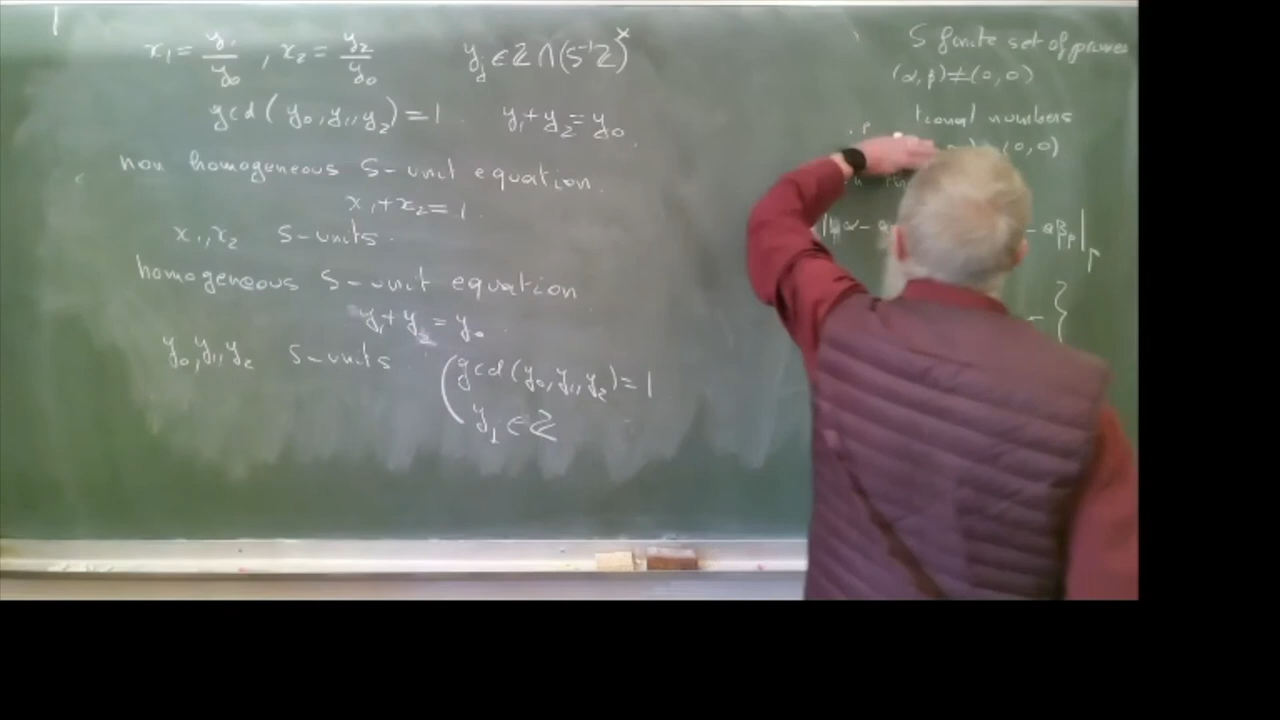 x₁ = y₁/y₀ , x₂ = y₂/y₀ y_j ∈ Z ∩ (S⁻¹Z)^×
gcd(y₀, y₁, y₂) = 1 y₁ + y₂ = y₀.
non homogeneous S-unit equation.
x₁ + x₂ = 1.
x₁, x₂ S-units.
homogeneous S-unit equation
y₁ + y₂ = y₀.
y₀, y₁, y₂ S-units.
(gcd(y₀, y₁, y₂) = 1
y_j ∈ Z
S finite set of primes
(α, β) ≠ (0, 0)
numbers
(0, 0)